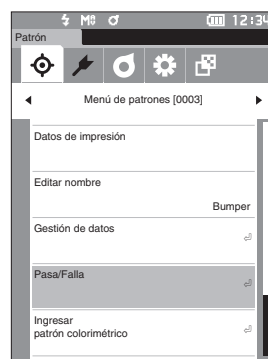 M 12:34
Patrón
Menú de patrones [0003]
Datos de impresión
Editar nombre
Bumper
Gestión de datos
Pasa/Falla
Ingresar
patrón colorimétrico